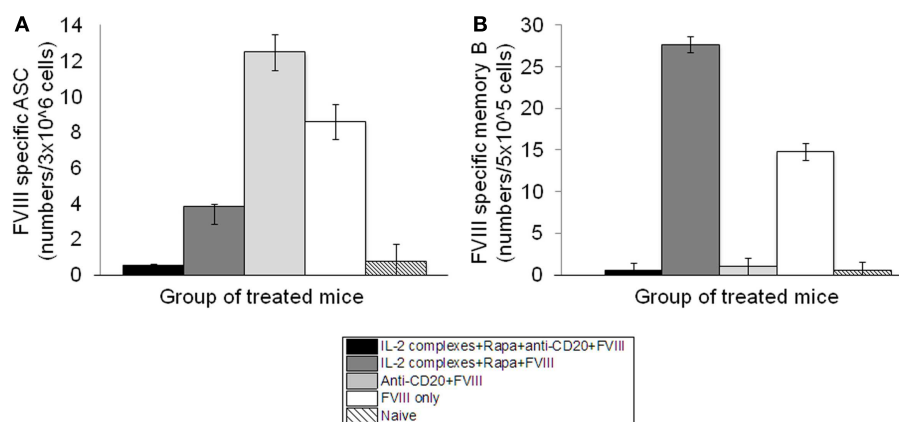 A
FVIII specific ASC
(numbers/3x10^6 cells)
14
12
10
8
6
4
2
0
Group of treated mice
B
FVIII specific memory B
(numbers/5x10^5 cells)
30
25
20
15
10
5
0
Group of treated mice
IL-2 complexes+Rapa+anti-CD20+FVIII
IL-2 complexes+Rapa+FVIII
Anti-CD20+FVIII
FVIII only
Naive